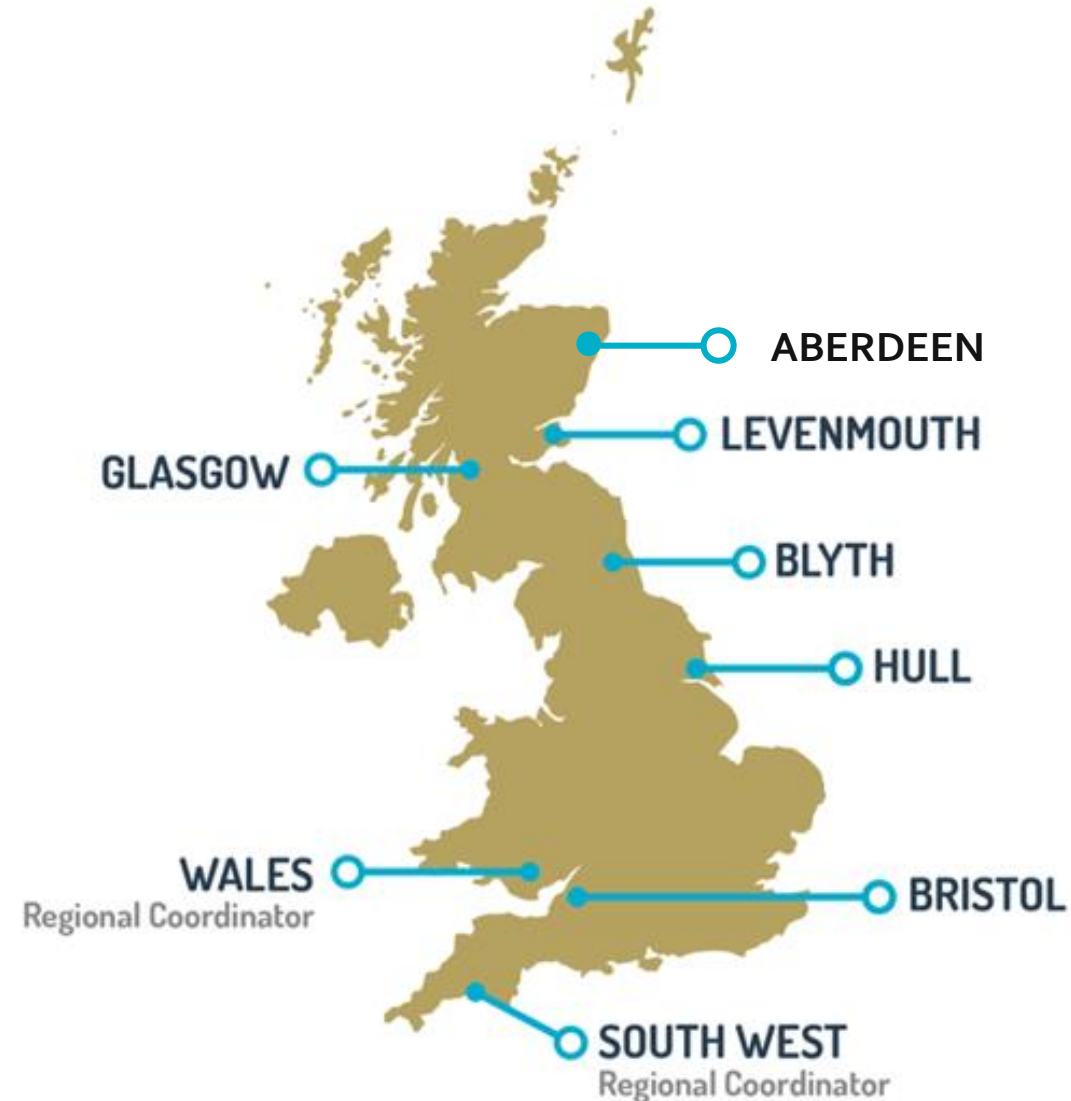 ABERDEEN
LEVENMOUTH
GLASGOW
BLYTH
HULL
WALES
Regional Coordinator
BRISTOL
SOUTH WEST
Regional Coordinator